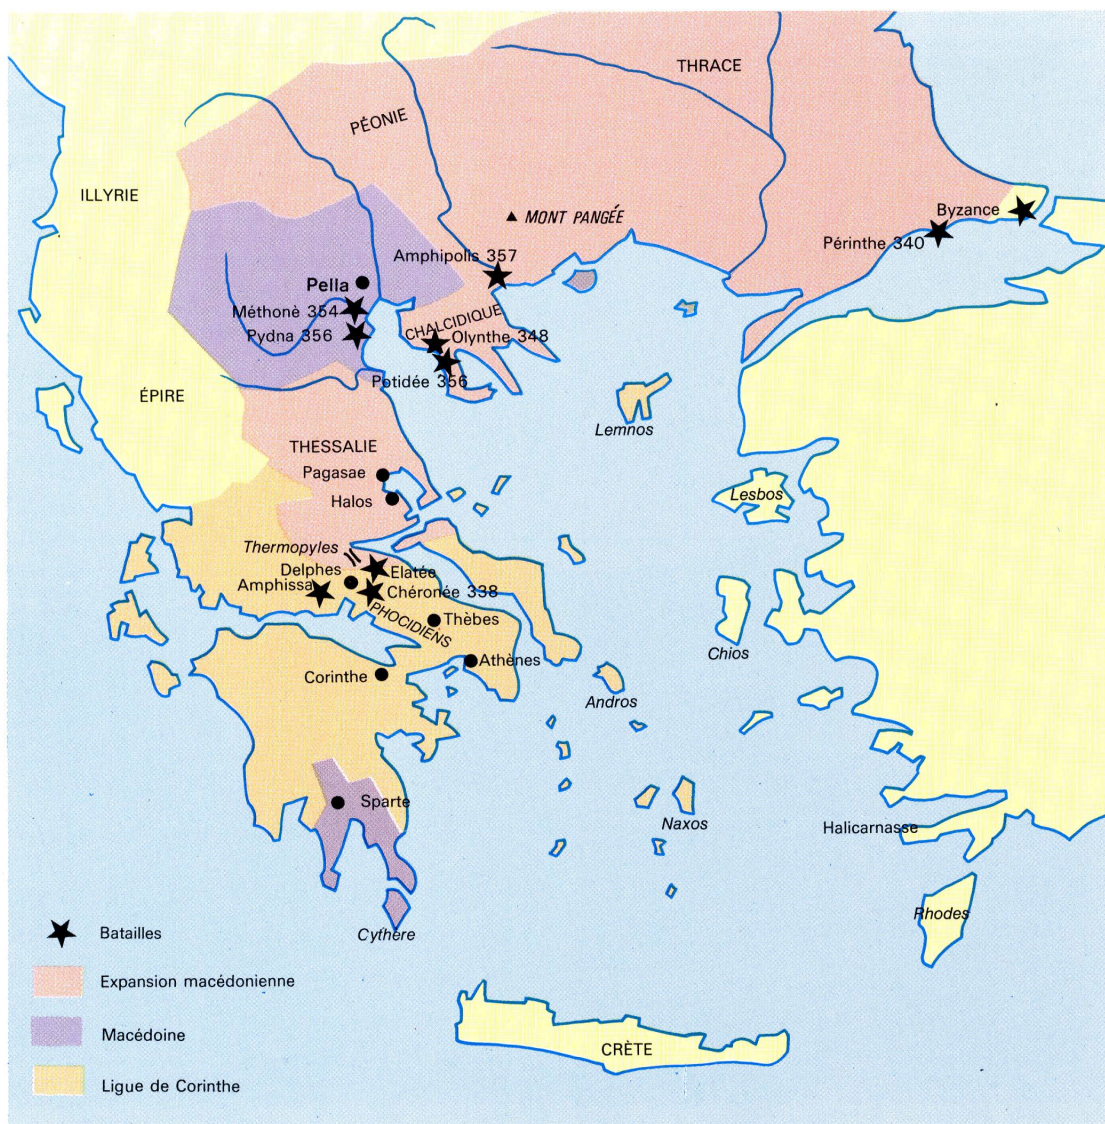 THRACE
PÉONIE
ILLYRIE
Byzance
MONT PANGÉE
Périnthe 340
Amphipolis 357
Pella
Méthonè 354
CHALCIDIQUE
Pydna 356
Olynthe 348
Potidée 356
ÉPIRE
Lemnos
THESSALIE
Pagasae
Lesbos
Halos
Thermopyles
Delphes
Elatée
Amphissa
Chéronée 338
PHOCIDIENS
Thèbes
Chios
Athènes
Corinthe
Andros
Sparte
Naxos
Halicarnasse
Rhodes
Cythère
Batailles
Expansion macédonienne
Macédoine
CRÈTE
Ligue de Corinthe